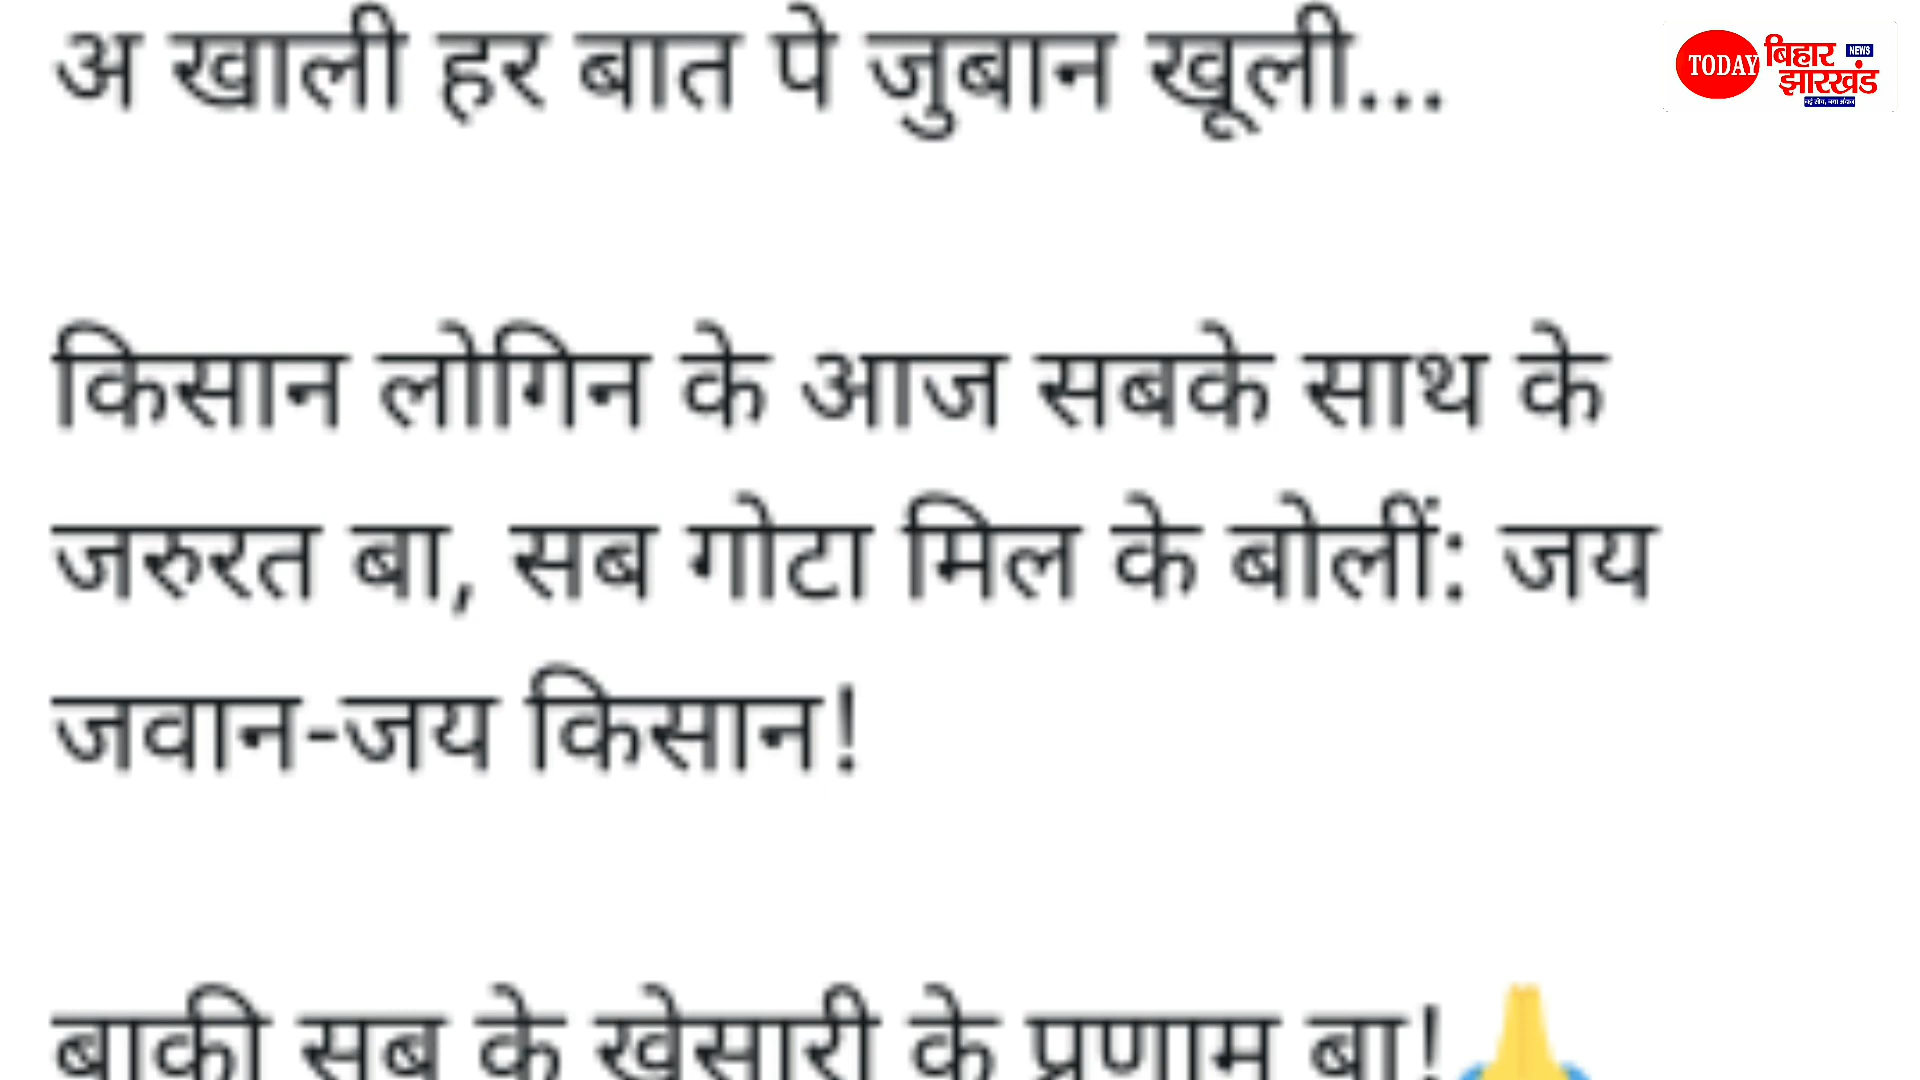 अ खाली हर बात पे जुबान खूली...
TODAY बिहार NEWS
झारखंड
किसान लोगिन के आज सबके साथ के
जरुरत बा, सब गोटा मिल के बोलीं: जय
जवान-जय किसान!
बाकी सब के खेसारी के प्रणाम बा!🙏